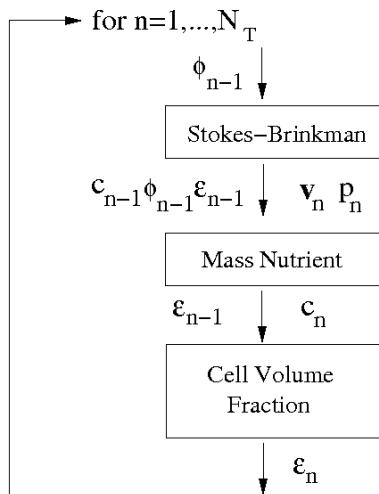 for n=1,...,N_T
ϕ_{n−1}
Stokes−Brinkman
c_{n−1} ϕ_{n−1} ε_{n−1} v_n p_n
Mass Nutrient
ε_{n−1} c_n
Cell Volume
Fraction
ε_n